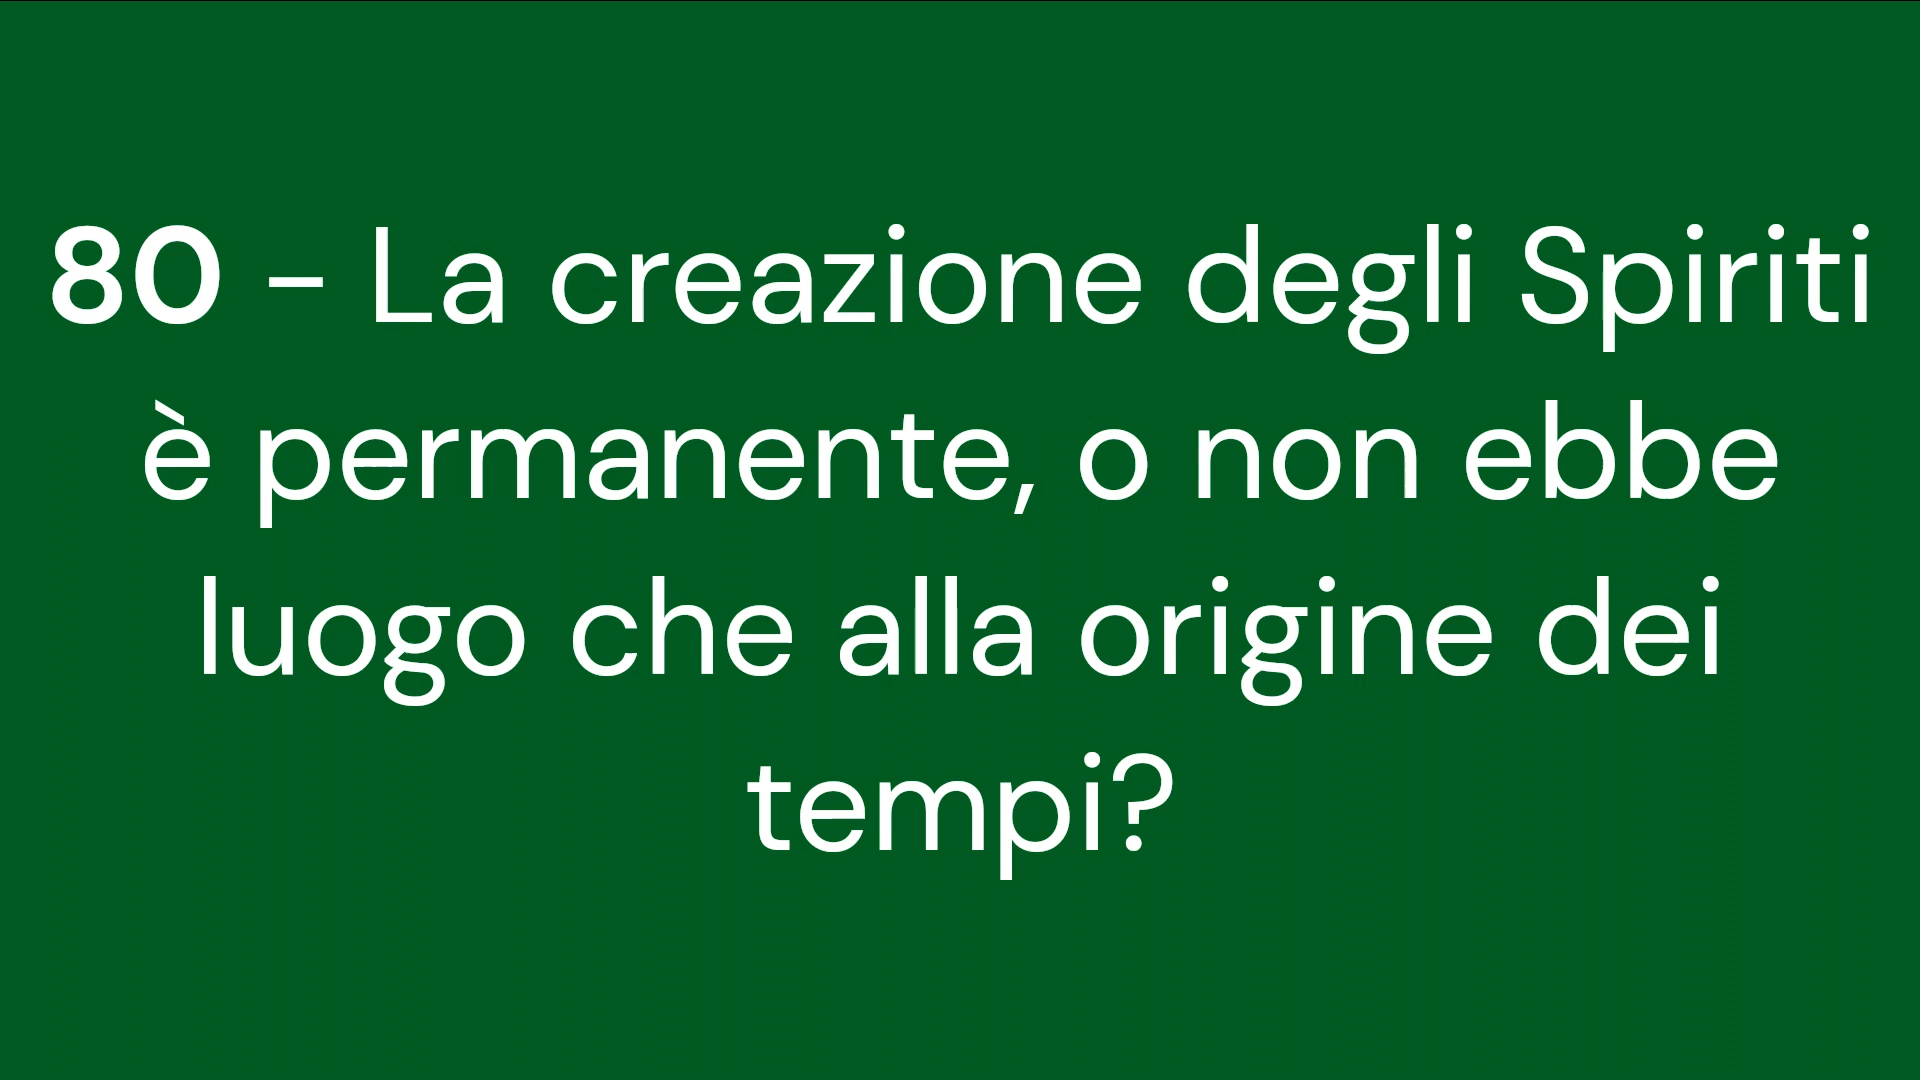 80 - La creazione degli Spiriti
è permanente, o non ebbe
luogo che alla origine dei
tempi?